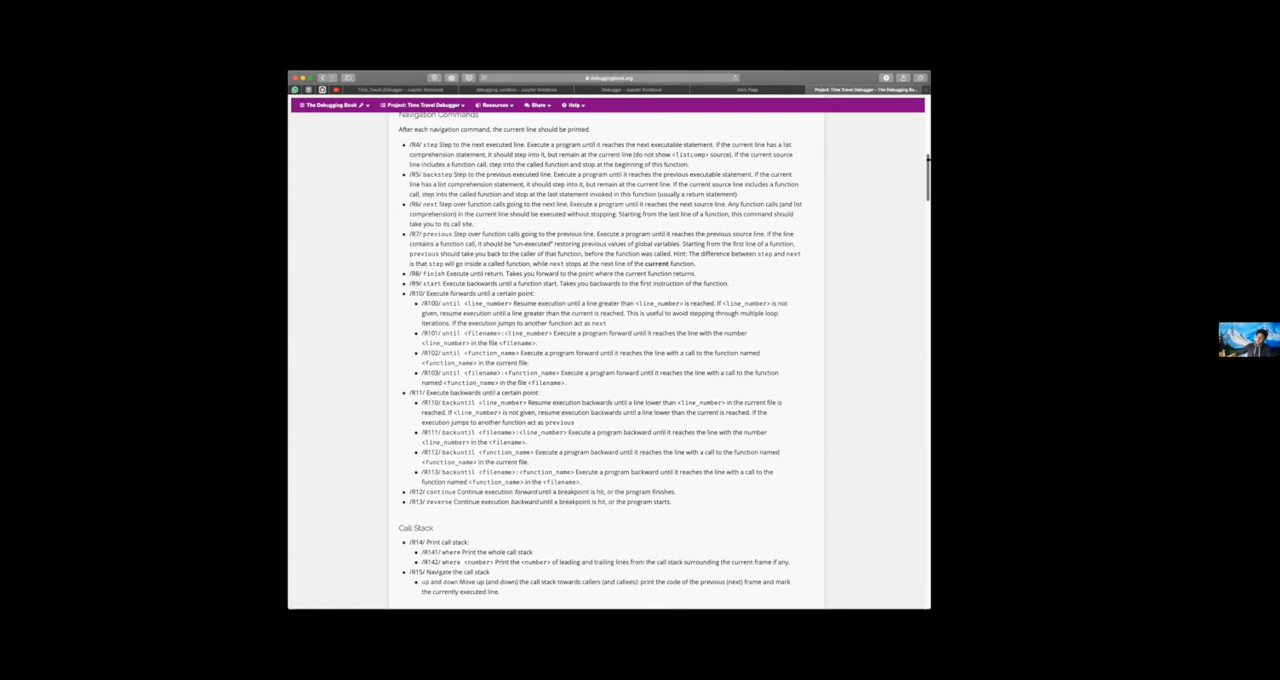 debuggingbook.org
Time_Travel_Debugger - Jupyter Notebook
debugging_sandbox - Jupyter Notebook
Debugger - Jupyter Notebook
Main Page
Project: Time Travel Debugger - The Debugging Bo...
The Debugging Book
Project: Time Travel Debugger
Resources
Share
Help
Navigation Commands
After each navigation command, the current line should be printed.
/R4/ step Step to the next executed line. Execute a program until it reaches the next executable statement. If the current line has a list
comprehension statement, it should step into it, but remain at the current line (do not show <listcomp> source). If the current source
line includes a function call, step into the called function and stop at the beginning of this function.
/R5/ backstep Step to the previous executed line. Execute a program until it reaches the previous executable statement. If the current
line has a list comprehension statement, it should step into it, but remain at the current line. If the current source line includes a function
call, step into the called function and stop at the last statement invoked in this function (usually a return statement)
/R6/ next Step over function calls going to the next line. Execute a program until it reaches the next source line. Any function calls (and list
comprehension) in the current line should be executed without stopping. Starting from the last line of a function, this command should
take you to its call site.
/R7/ previous Step over function calls going to the previous line. Execute a program until it reaches the previous source line. If the line
contains a function call, it should be "un-executed" restoring previous values of global variables. Starting from the first line of a function,
previous should take you back to the caller of that function, before the function was called. Hint: The difference between step and next
is that step will go inside a called function, while next stops at the next line of the current function.
/R8/ finish Execute until return. Takes you forward to the point where the current function returns.
/R9/ start Execute backwards until a function start. Takes you backwards to the first instruction of the function.
/R10/ Execute forwards until a certain point:
/R100/ until <line_number> Resume execution until a line greater than <line_number> is reached. If <line_number> is not
given, resume execution until a line greater than the current is reached. This is useful to avoid stepping through multiple loop
iterations. If the execution jumps to another function act as next
/R101/ until <filename>:<line_number> Execute a program forward until it reaches the line with the number
<line_number> in the file <filename>.
/R102/ until <function_name> Execute a program forward until it reaches the line with a call to the function named
<function_name> in the current file.
/R103/ until <filename>:<function_name> Execute a program forward until it reaches the line with a call to the function
named <function_name> in the file <filename>.
/R11/ Execute backwards until a certain point:
/R110/ backuntil <line_number> Resume execution backwards until a line lower than <line_number> in the current file is
reached. If <line_number> is not given, resume execution backwards until a line lower than the current is reached. If the
execution jumps to another function act as previous
/R111/ backuntil <filename>:<line_number> Execute a program backward until it reaches the line with the number
<line_number> in the <filename>.
/R112/ backuntil <function_name> Execute a program backward until it reaches the line with a call to the function named
<function_name> in the current file.
/R113/ backuntil <filename>:<function_name> Execute a program backward until it reaches the line with a call to the
function named <function_name> in the <filename>.
/R12/ continue Continue execution forward until a breakpoint is hit, or the program finishes.
/R13/ reverse Continue execution backward until a breakpoint is hit, or the program starts.
Call Stack
/R14/ Print call stack:
/R141/ where Print the whole call stack
/R142/ where <number> Print the <number> of leading and trailing lines from the call stack surrounding the current frame if any.
/R15/ Navigate the call stack
up and down Move up (and down) the call stack towards callers (and callees): print the code of the previous (next) frame and mark
the currently executed line.